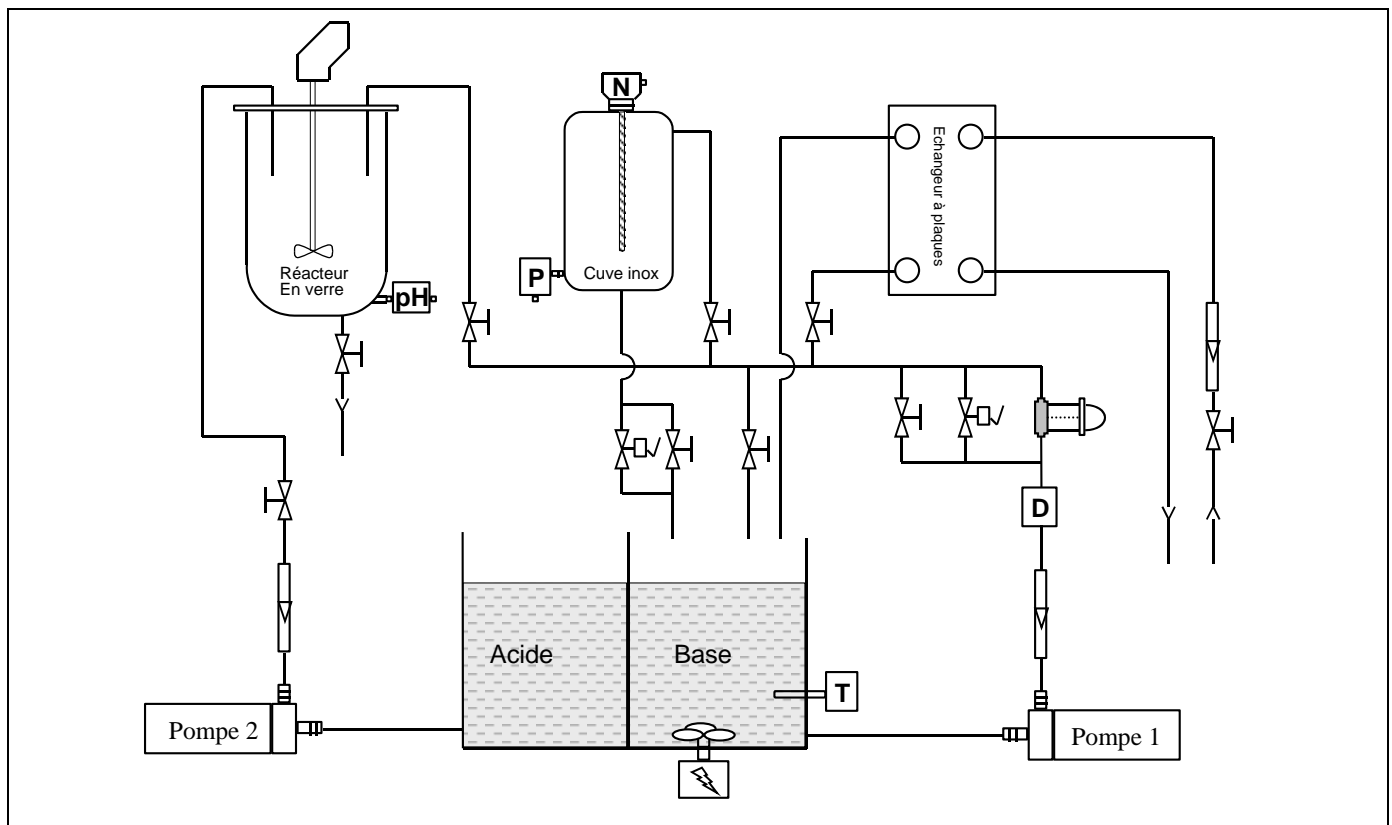 N
Echangeur à plaques
Réacteur
En verre
pH
P
Cuve inox
D
Acide
Base
T
Pompe 2
Pompe 1